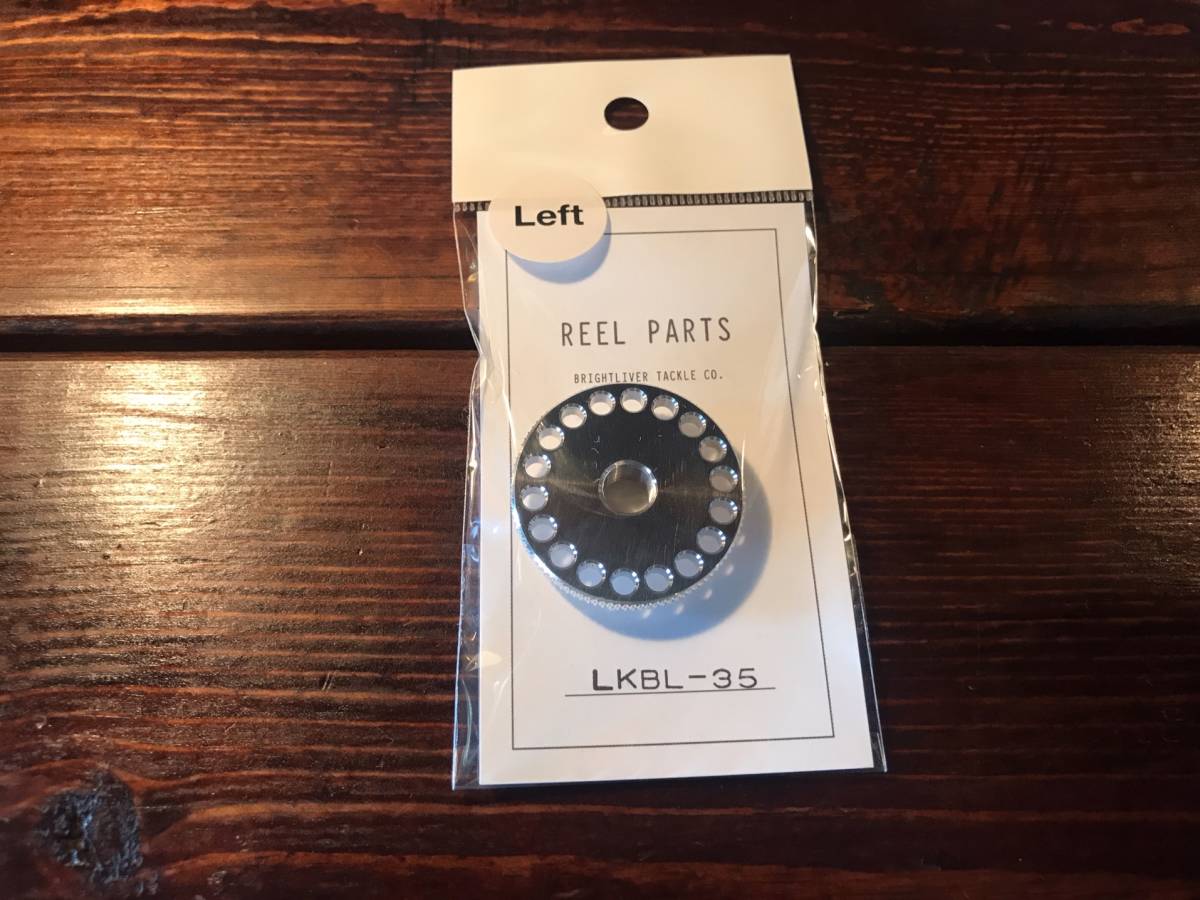 Left
REEL PARTS
BRIGHTLIVER TACKLE CO.
LKBL-35